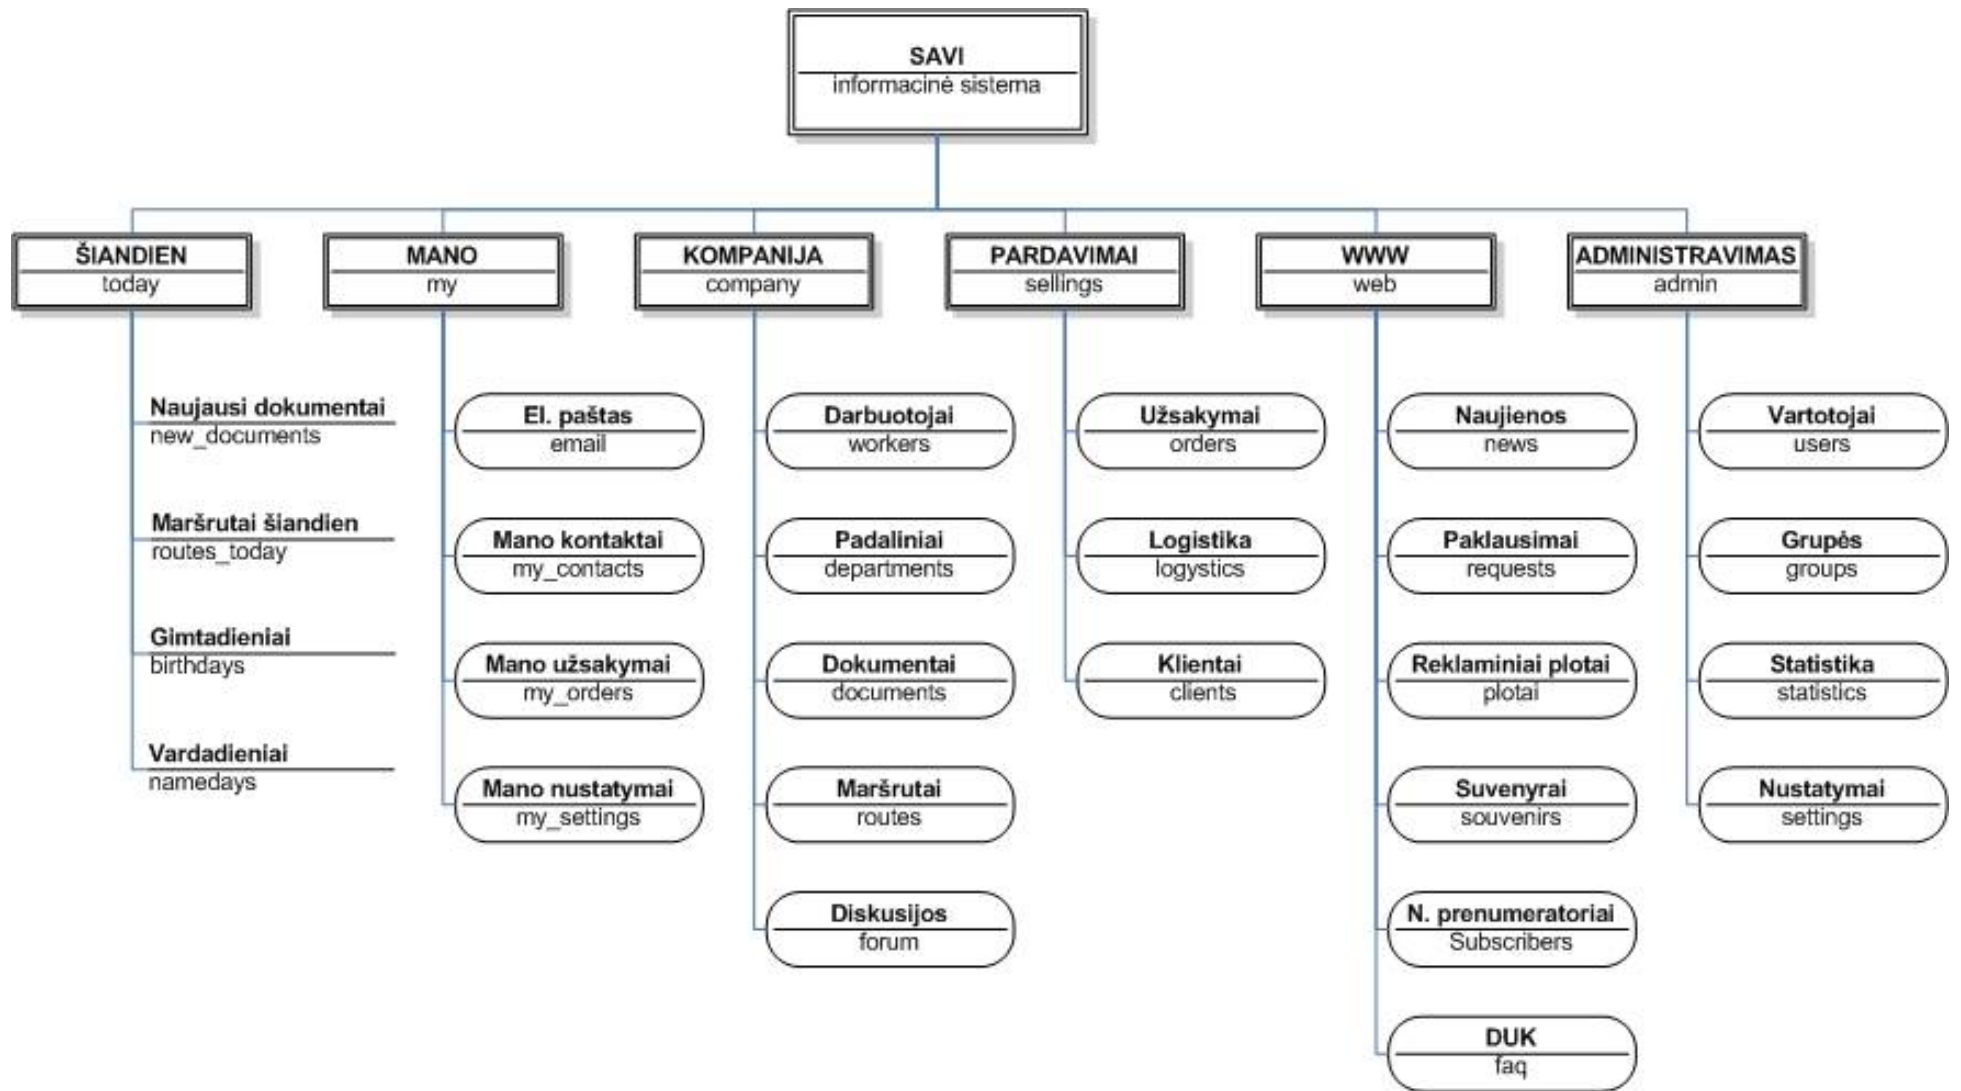 SAVI
informacinė sistema
ŠIANDIEN
today
MANO
my
KOMPANIJA
company
PARDAVIMAI
sellings
WWW
web
ADMINISTRAVIMAS
admin
Naujausi dokumentai
new_documents
Maršrutai šiandien
routes_today
Gimtadieniai
birthdays
Vardadieniai
namedays
El. paštas
email
Mano kontaktai
my_contacts
Mano užsakymai
my_orders
Mano nustatymai
my_settings
Darbuotojai
workers
Padaliniai
departments
Dokumentai
documents
Maršrutai
routes
Diskusijos
forum
Užsakymai
orders
Logistika
logystics
Klientai
clients
Naujienos
news
Paklausimai
requests
Reklaminiai plotai
plotai
Suvenyrai
souvenirs
N. prenumeratoriai
Subscribers
DUK
faq
Vartotojai
users
Grupės
groups
Statistika
statistics
Nustatymai
settings